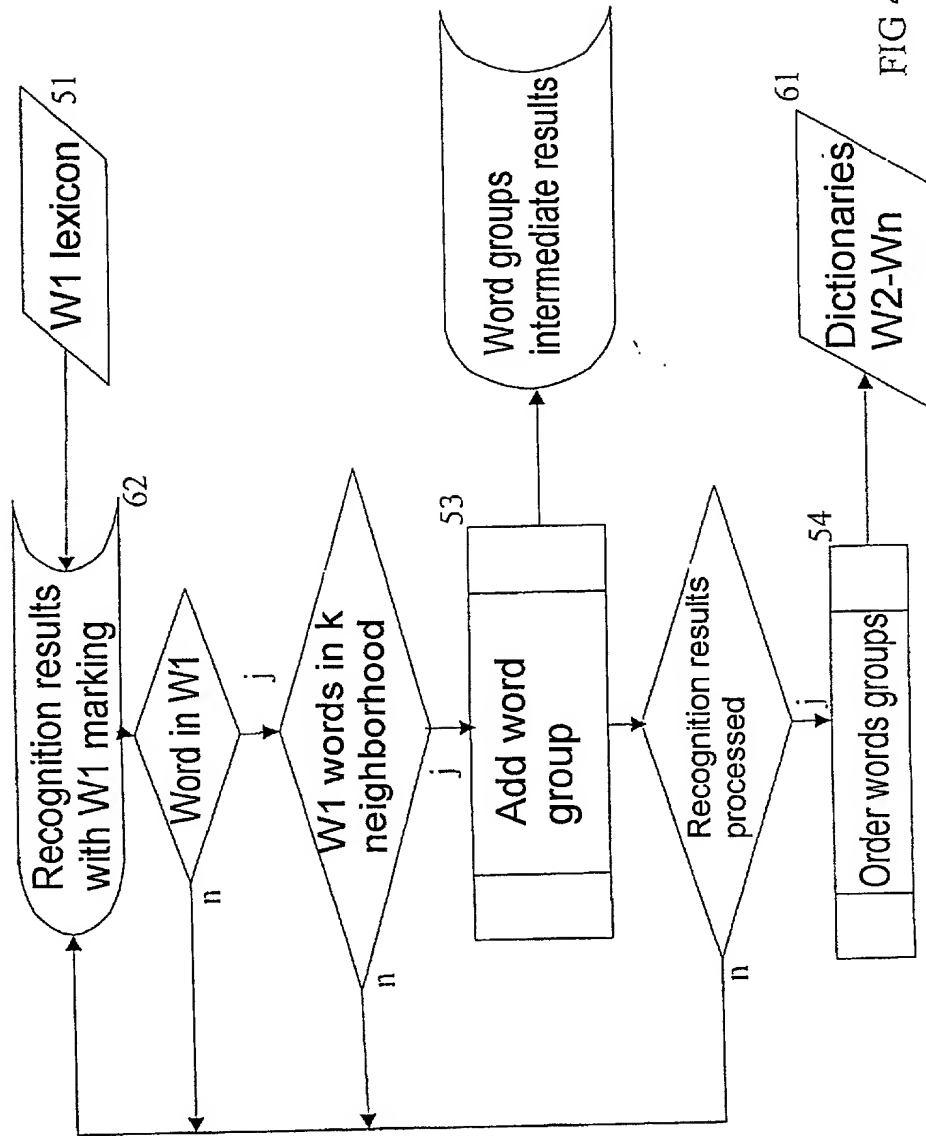 W1 lexicon
51
Recognition results
with W1 marking
62
Word in W1
j
n
W1 words in k
neighborhood
j
n
53
Add word
group
Word groups
intermediate results
Recognition results
processed
j
n
54
Order words groups
61
Dictionaries
W2-Wn
FIG 4